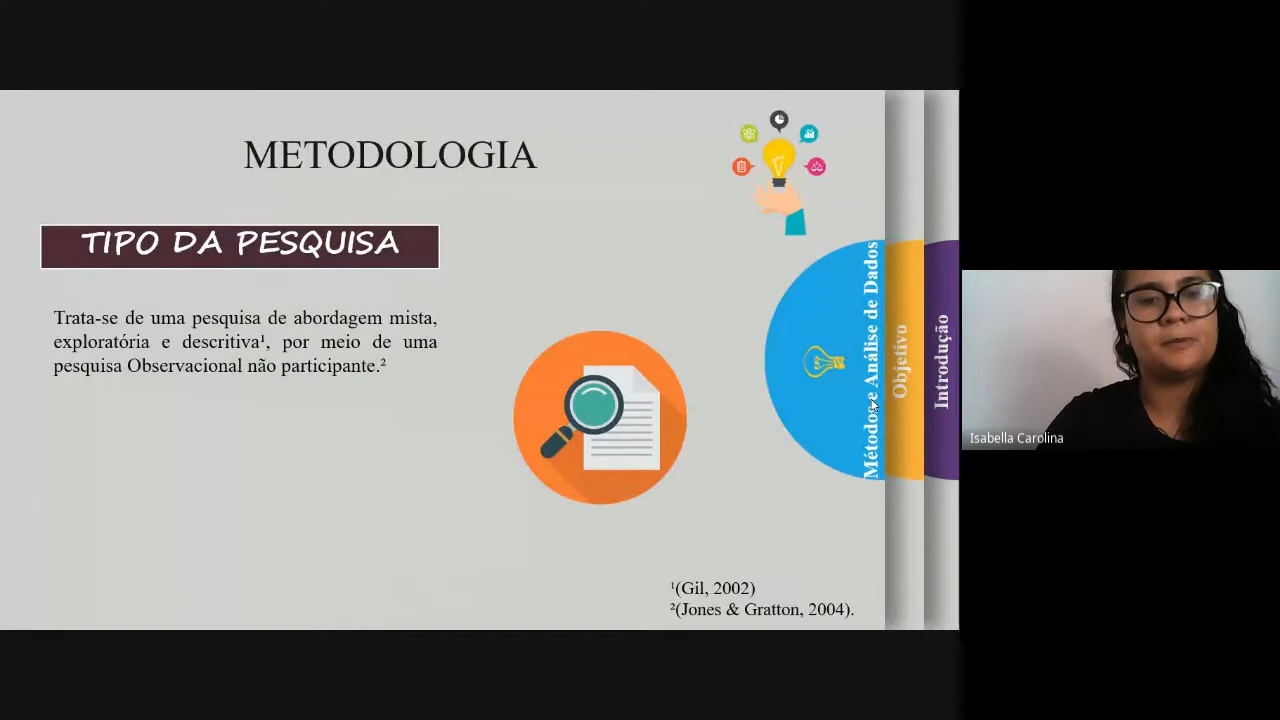 METODOLOGIA
TIPO DA PESQUISA
Trata-se de uma pesquisa de abordagem mista,
exploratória e descritiva¹, por meio de uma
pesquisa Observacional não participante.²
Métodos e Análise de Dados
Objetivo
Introdução
¹(Gil, 2002)
²(Jones & Gratton, 2004).
Isabella Carolina